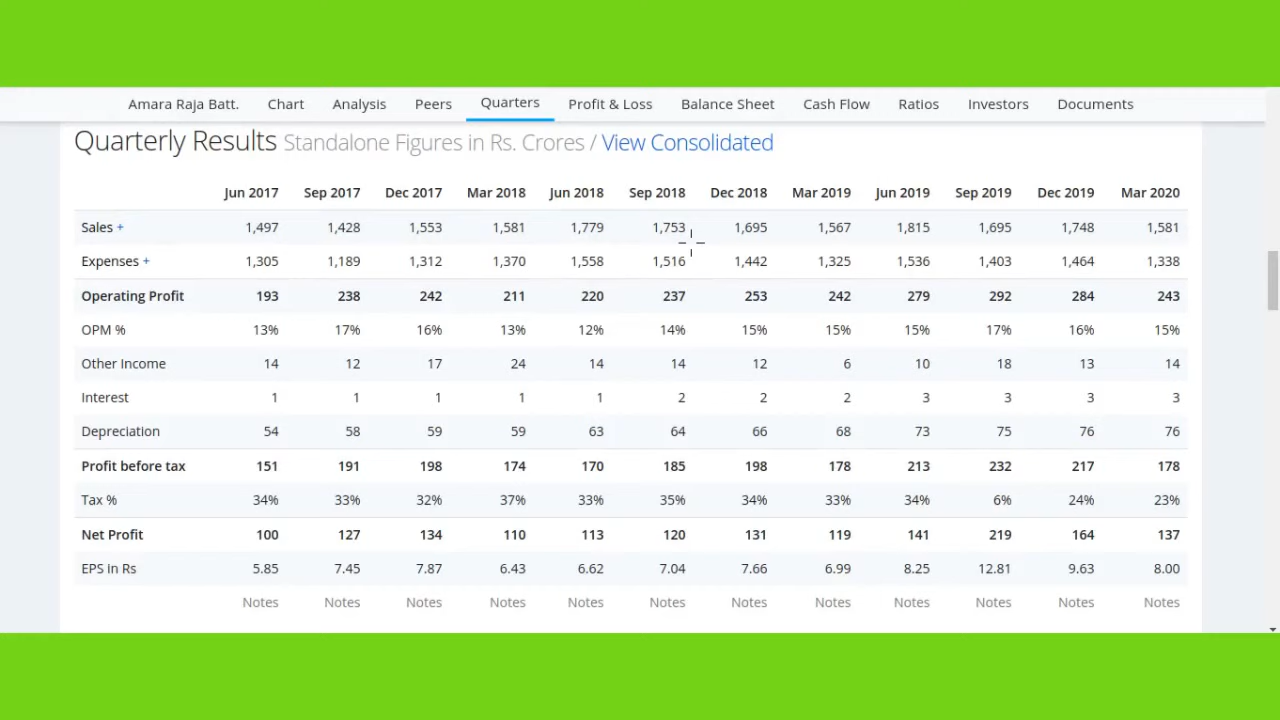 Amara Raja Batt. Chart Analysis Peers Quarters Profit & Loss Balance Sheet Cash Flow Ratios Investors Documents
Quarterly Results Standalone Figures in Rs. Crores / View Consolidated
Jun 2017 Sep 2017 Dec 2017 Mar 2018 Jun 2018 Sep 2018 Dec 2018 Mar 2019 Jun 2019 Sep 2019 Dec 2019 Mar 2020
Sales + 1,497 1,428 1,553 1,581 1,779 1,753 1,695 1,567 1,815 1,695 1,748 1,581
Expenses + 1,305 1,189 1,312 1,370 1,558 1,516 1,442 1,325 1,536 1,403 1,464 1,338
Operating Profit 193 238 242 211 220 237 253 242 279 292 284 243
OPM % 13% 17% 16% 13% 12% 14% 15% 15% 15% 17% 16% 15%
Other Income 14 12 17 24 14 14 12 6 10 18 13 14
Interest 1 1 1 1 1 2 2 2 3 3 3 3
Depreciation 54 58 59 59 63 64 66 68 73 75 76 76
Profit before tax 151 191 198 174 170 185 198 178 213 232 217 178
Tax % 34% 33% 32% 37% 33% 35% 34% 33% 34% 6% 24% 23%
Net Profit 100 127 134 110 113 120 131 119 141 219 164 137
EPS in Rs 5.85 7.45 7.87 6.43 6.62 7.04 7.66 6.99 8.25 12.81 9.63 8.00
Notes Notes Notes Notes Notes Notes Notes Notes Notes Notes Notes Notes